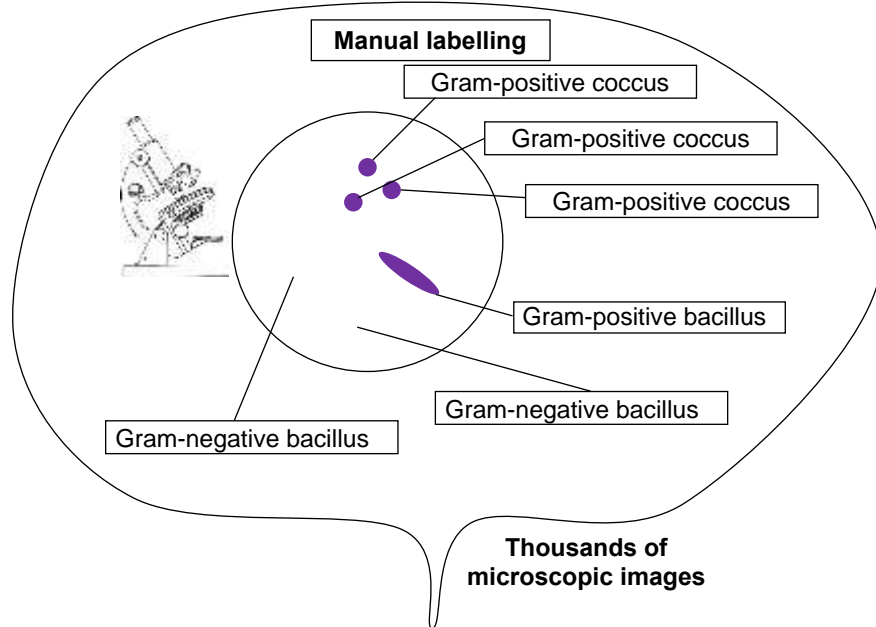 Manual labelling
Gram-positive coccus
Gram-positive coccus
Gram-positive coccus
Gram-positive bacillus
Gram-negative bacillus
Gram-negative bacillus
Thousands of
microscopic images